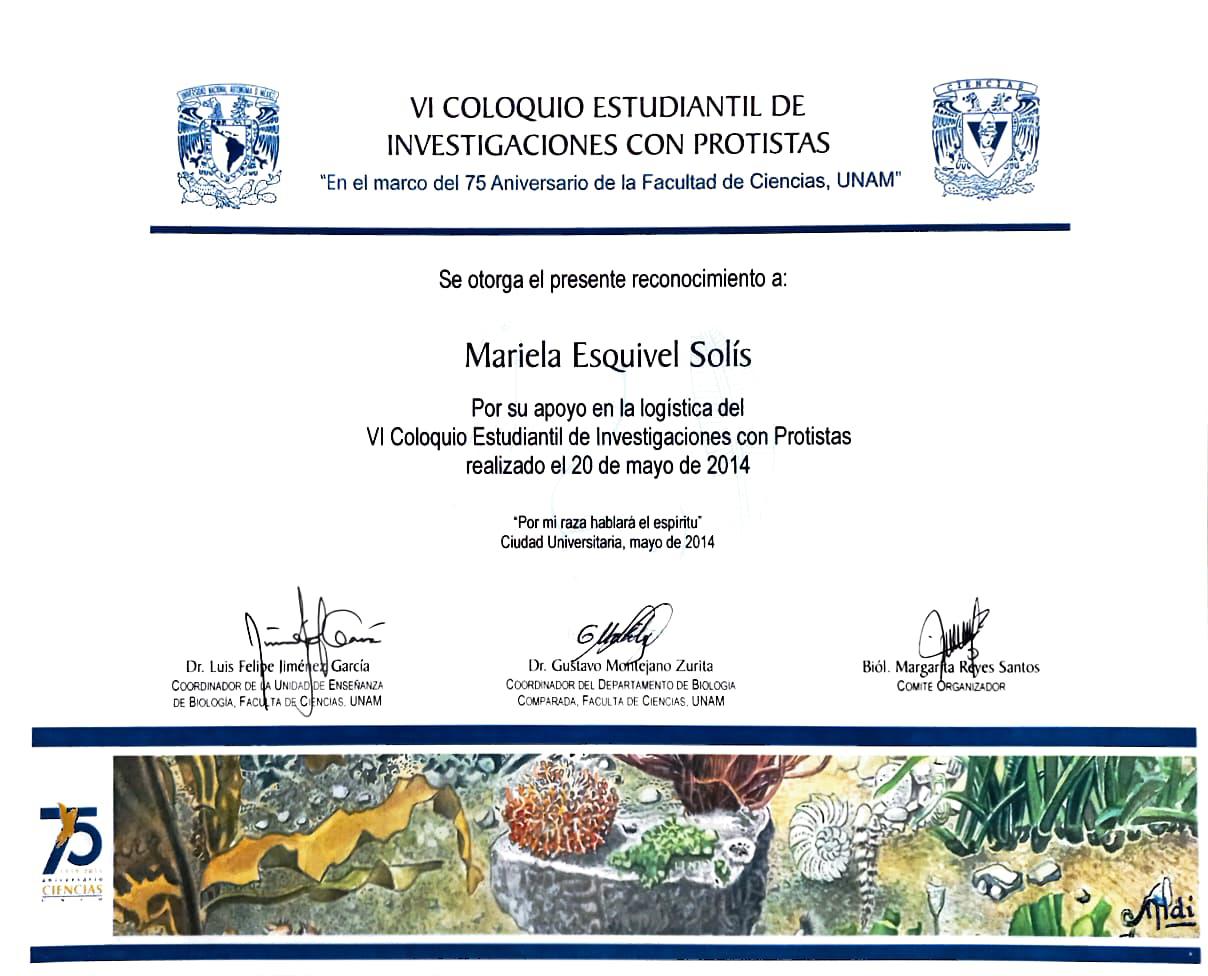 UNIVERSIDAD NACIONAL AUTONOMA DE MEXICO
CIENCIAS
VI COLOQUIO ESTUDIANTIL DE
INVESTIGACIONES CON PROTISTAS
"En el marco del 75 Aniversario de la Facultad de Ciencias, UNAM"
Se otorga el presente reconocimiento a:
Mariela Esquivel Solís
Por su apoyo en la logística del
VI Coloquio Estudiantil de Investigaciones con Protistas
realizado el 20 de mayo de 2014
"Por mi raza hablará el espíritu"
Ciudad Universitaria, mayo de 2014
Dr. Luis Felipe Jiménez García
COORDINADOR DE LA UNIDAD DE ENSEÑANZA
DE BIOLOGÍA, FACULTA DE CIENCIAS, UNAM
Dr. Gustavo Montejano Zurita
COORDINADOR DEL DEPARTAMENTO DE BIOLOGIA
COMPARADA, FACULTA DE CIENCIAS, UNAM
Biól. Margarita Reyes Santos
COMITE ORGANIZADOR
75
ANIVERSARIO
CIENCIAS
UNAM